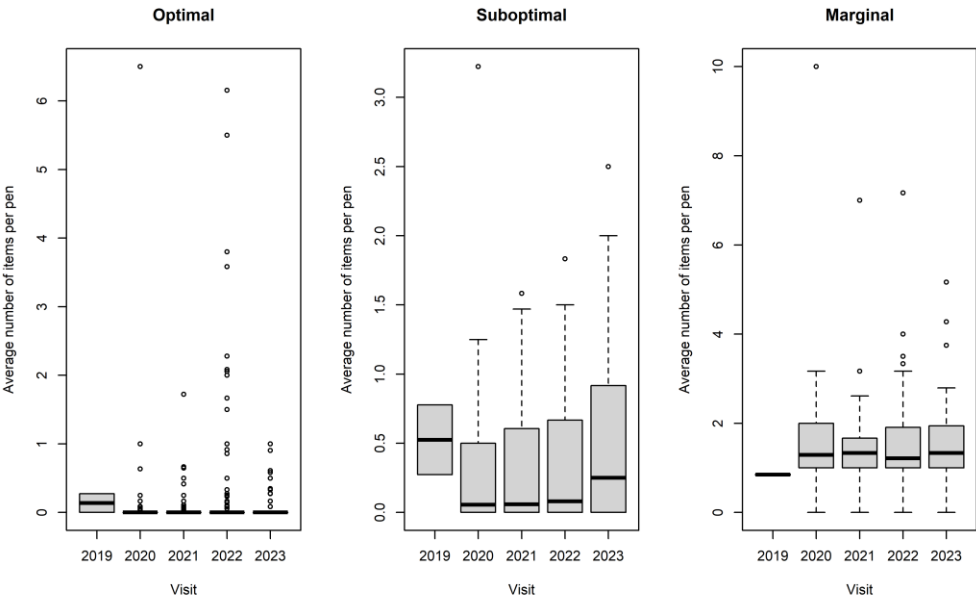 Optimal
Average number of items per pen
6
5
4
3
2
1
0
2019 2020 2021 2022 2023
Visit
Suboptimal
Average number of items per pen
3.0
2.5
2.0
1.5
1.0
0.5
0.0
2019 2020 2021 2022 2023
Visit
Marginal
Average number of items per pen
10
8
6
4
2
0
2019 2020 2021 2022 2023
Visit